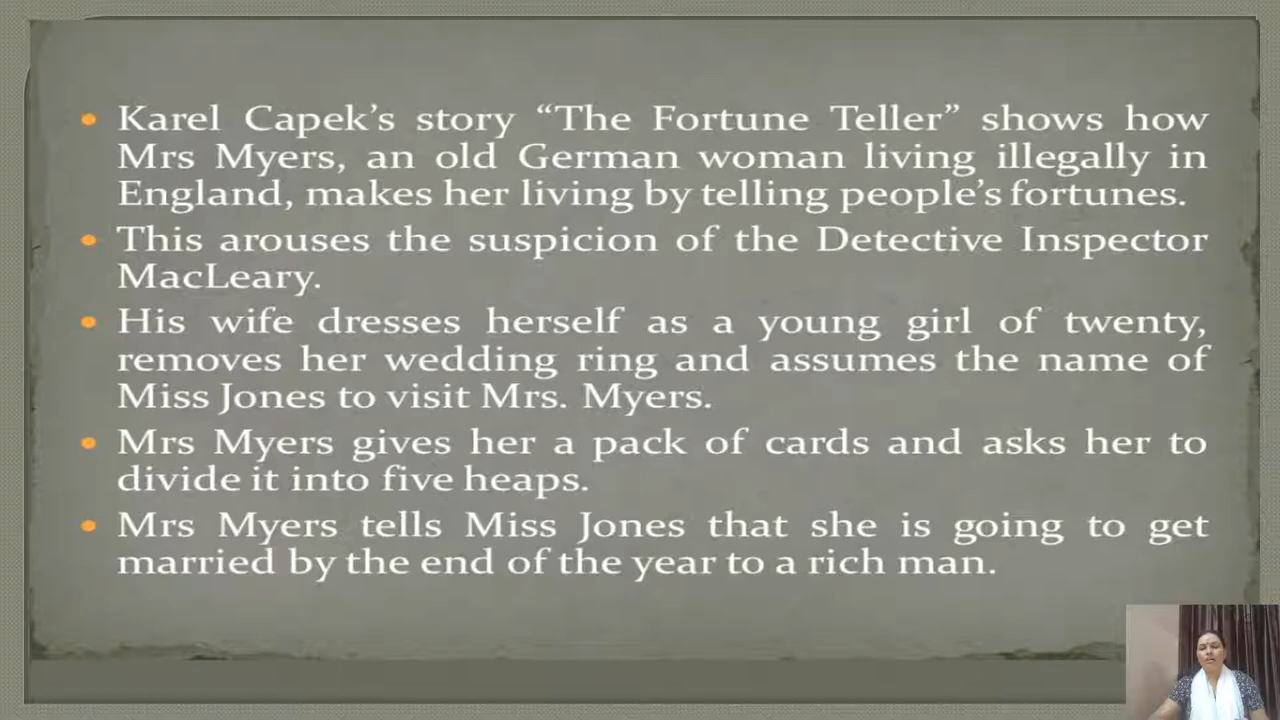 • Karel Capek's story “The Fortune Teller” shows how
Mrs Myers, an old German woman living illegally in
England, makes her living by telling people's fortunes.
• This arouses the suspicion of the Detective Inspector
MacLeary.
• His wife dresses herself as a young girl of twenty,
removes her wedding ring and assumes the name of
Miss Jones to visit Mrs. Myers.
• Mrs Myers gives her a pack of cards and asks her to
divide it into five heaps.
• Mrs Myers tells Miss Jones that she is going to get
married by the end of the year to a rich man.